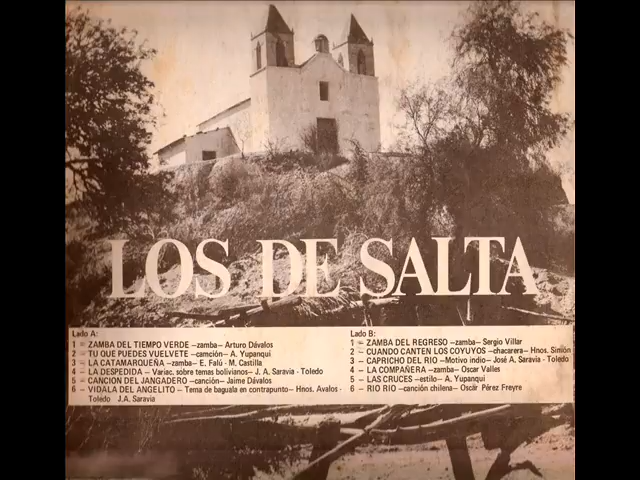 LOS DE SALTA
Lado A:
1 – ZAMBA DEL TIEMPO VERDE –zamba– Arturo Dávalos
2 – TU QUE PUEDES VUELVETE –canción– A. Yupanqui
3 – LA CATAMARQUEÑA –zamba– E. Falú - M. Castilla
4 – LA DESPEDIDA – Variac. sobre temas bolivianos– J. A. Saravia - Toledo
5 – CANCION DEL JANGADERO –canción– Jaime Dávalos
6 – VIDALA DEL ANGELITO – Tema de baguala en contrapunto– Hnos. Avalos -
Toledo J.A. Saravia
Lado B:
1 – ZAMBA DEL REGRESO –zamba– Sergio Villar
2 – CUANDO CANTEN LOS COYUYOS –chacarera– Hnos. Simión
3 – CAPRICHO DEL RIO –Motivo indio– José A. Saravia - Toledo
4 – LA COMPAÑERA –zamba– Oscar Valles
5 – LAS CRUCES –estilo– A. Yupanqui
6 – RIO RIO –canción chilena– Oscar Pérez Freyre